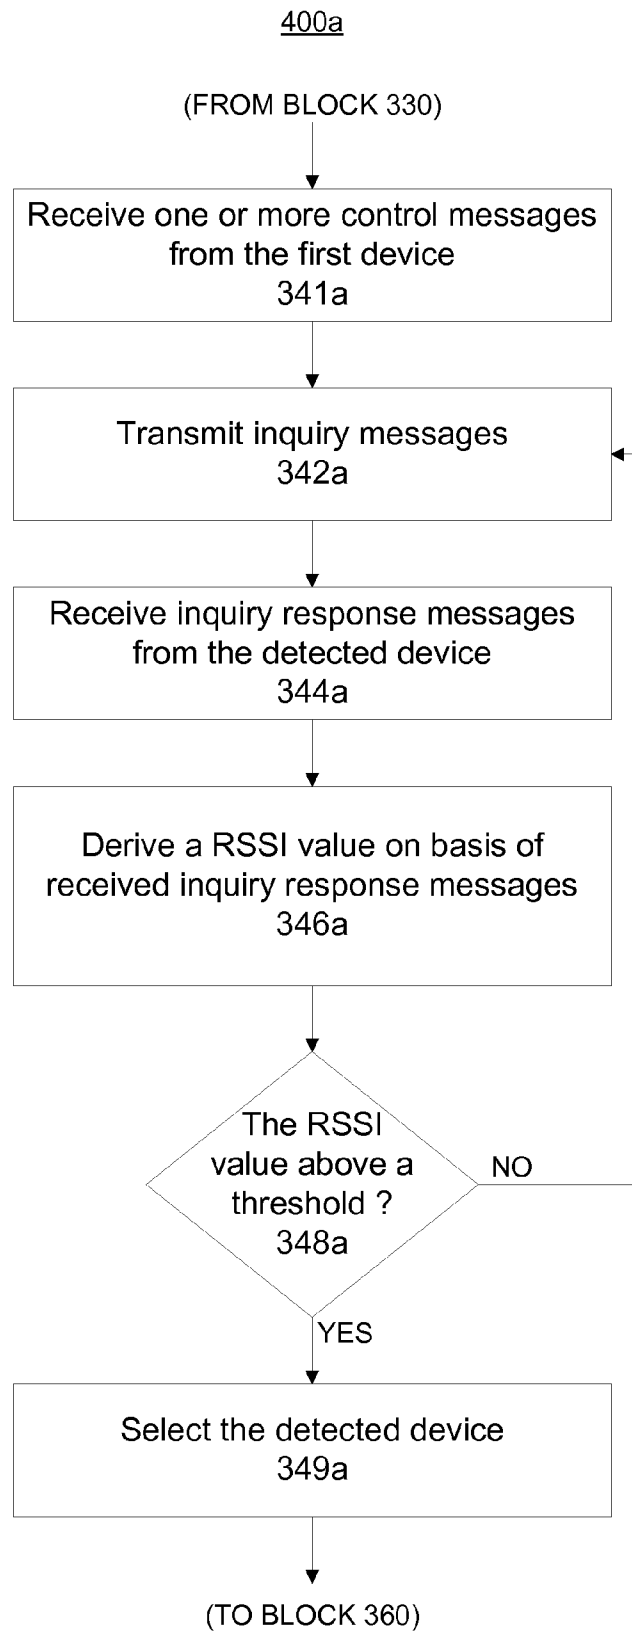 400a
(FROM BLOCK 330)
Receive one or more control messages
from the first device
341a
Transmit inquiry messages
342a
Receive inquiry response messages
from the detected device
344a
Derive a RSSI value on basis of
received inquiry response messages
346a
The RSSI
value above a
threshold ?
348a
NO
YES
Select the detected device
349a
(TO BLOCK 360)